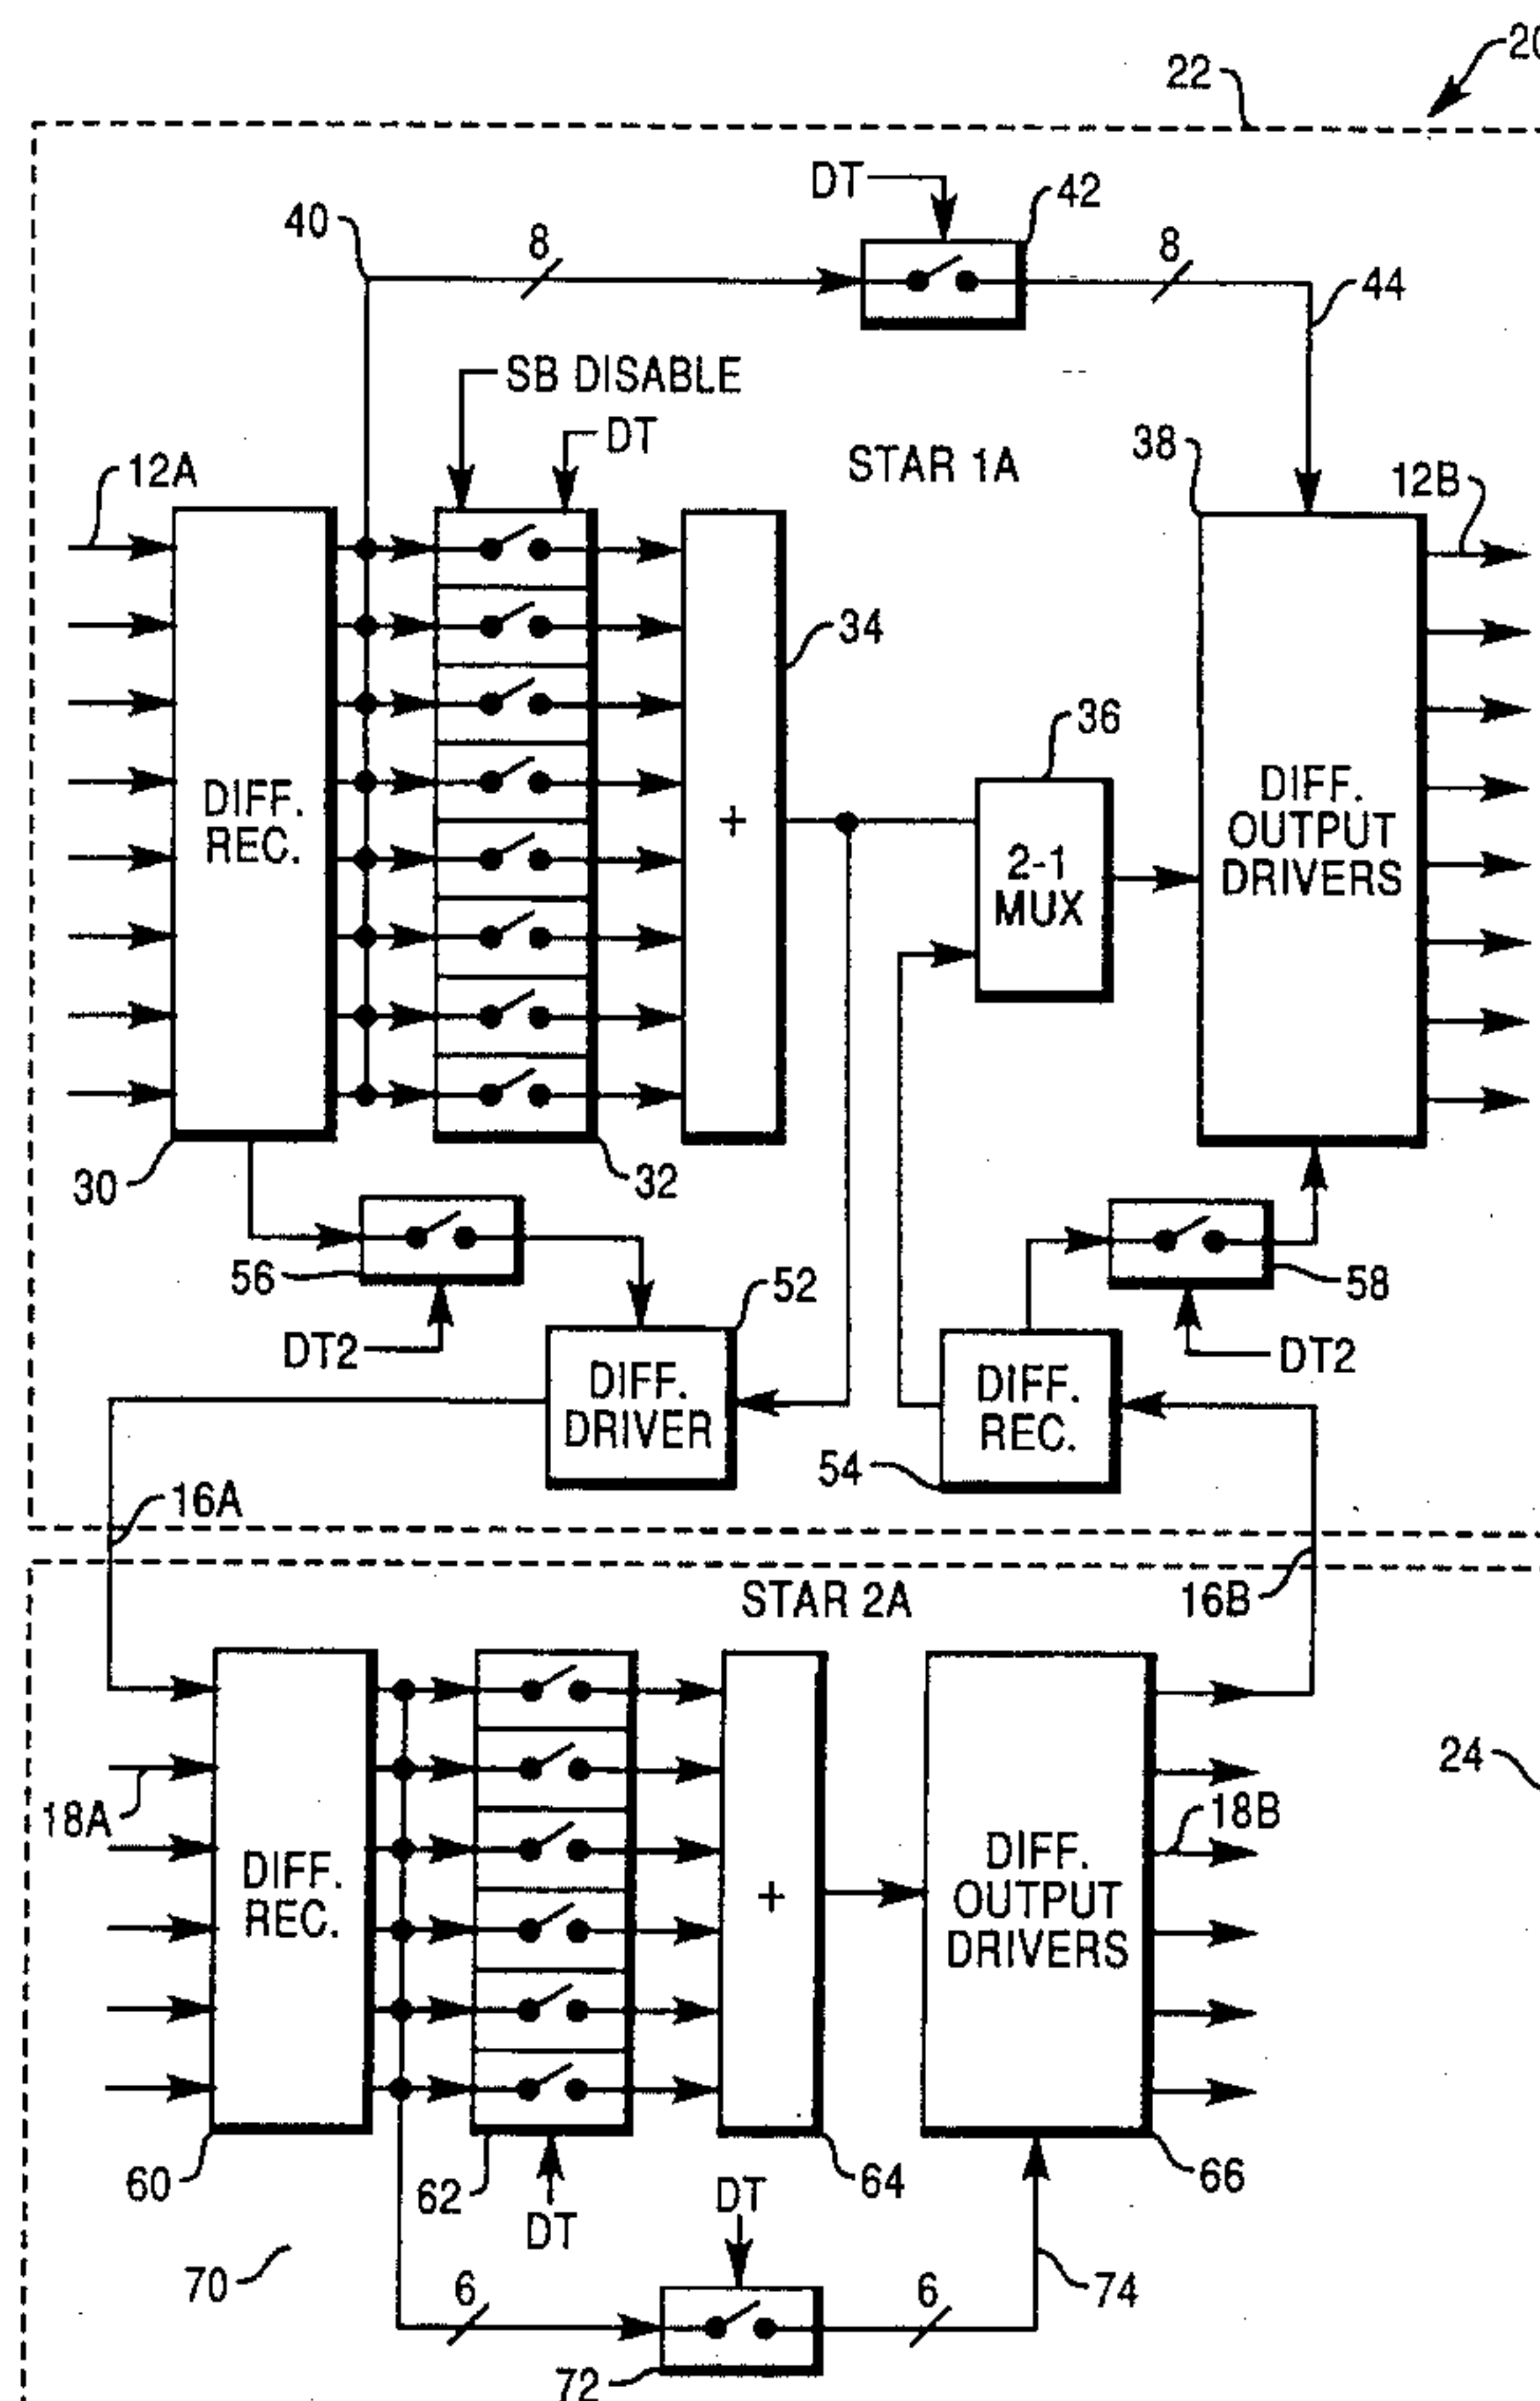 20
22
DT
42
40
8
8
44
SB DISABLE
DT
STAR 1A
38
12A
12B
34
36
DIFF.
REC.
+
2-1
MUX
DIFF.
OUTPUT
DRIVERS
30
32
56
52
58
DT2
DT2
DIFF.
DRIVER
DIFF.
REC.
54
16A
16B
STAR 2A
24
18A
18B
DIFF.
REC.
+
DIFF.
OUTPUT
DRIVERS
60
62
64
66
DT
DT
70
6
6
74
72